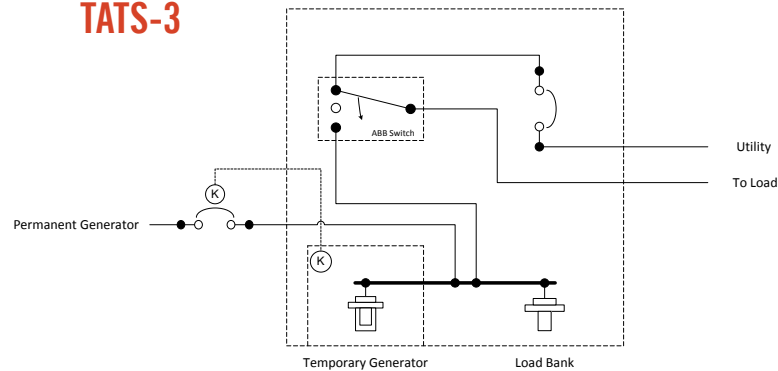 TATS-3
ABB Switch
Utility
To Load
K
Permanent Generator
K
Temporary Generator
Load Bank